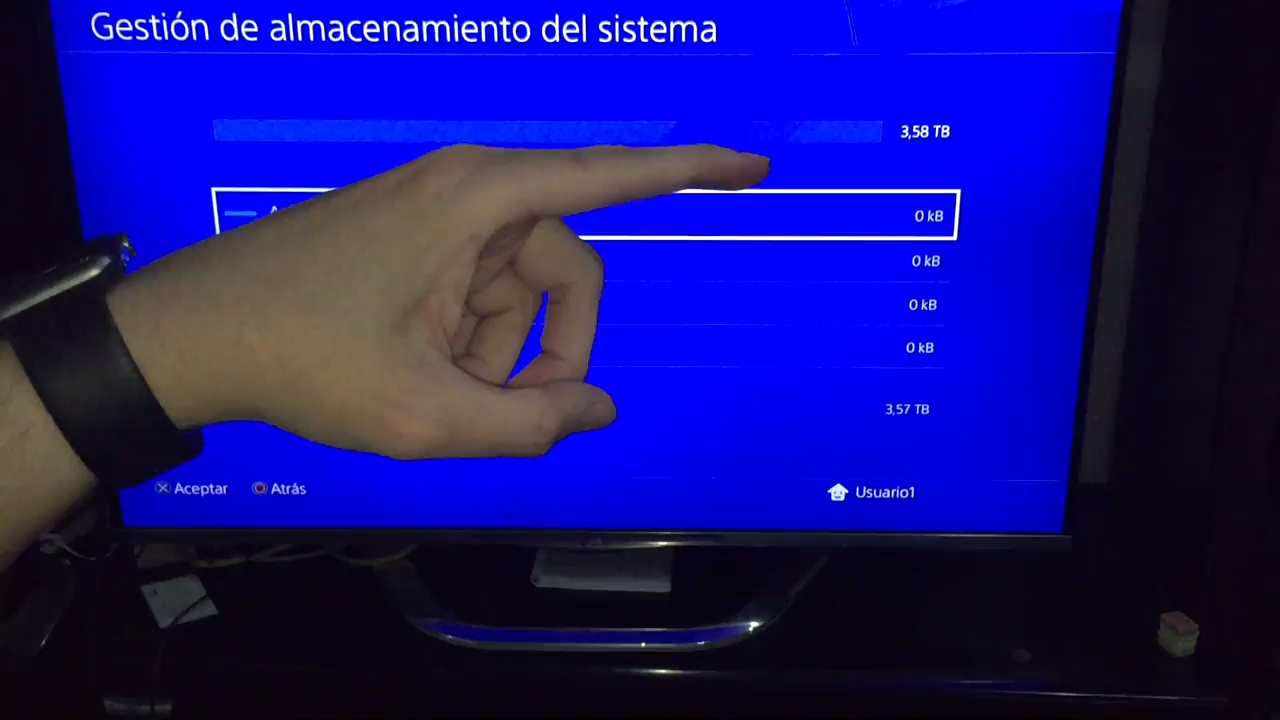 Gestión de almacenamiento del sistema
3,58 TB
0 kB
0 kB
0 kB
0 kB
3,57 TB
Aceptar Atrás Usuario1